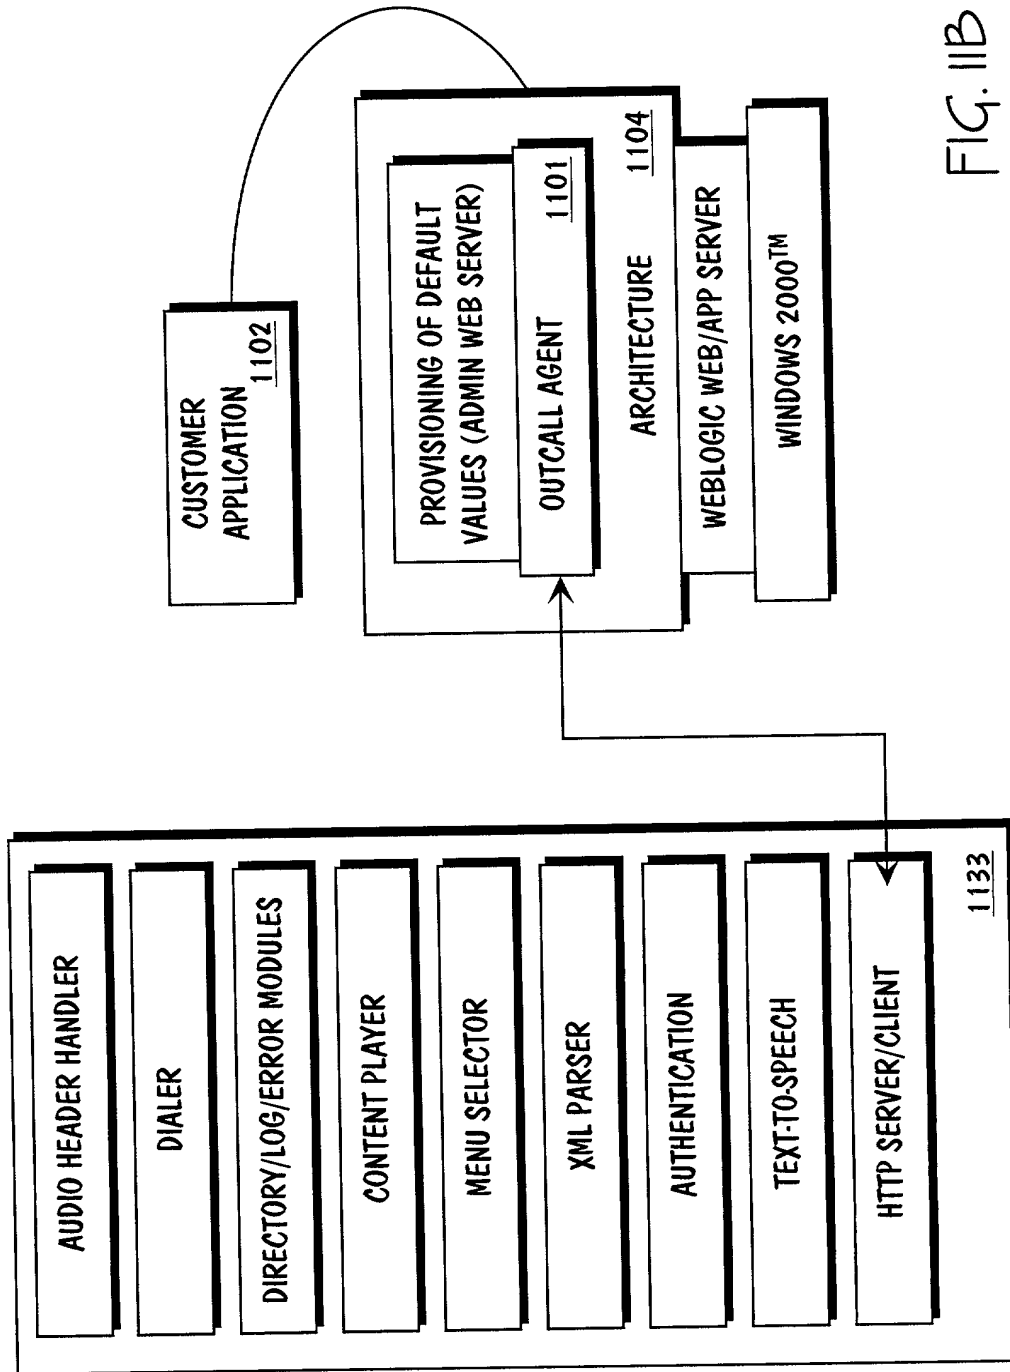 AUDIO HEADER HANDLER
DIALER
DIRECTORY/LOG/ERROR MODULES
CONTENT PLAYER
MENU SELECTOR
XML PARSER
AUTHENTICATION
TEXT-TO-SPEECH
HTTP SERVER/CLIENT
1133
CUSTOMER
APPLICATION
1102
PROVISIONING OF DEFAULT
VALUES (ADMIN WEB SERVER)
OUTCALL AGENT
1101
ARCHITECTURE
1104
WEBLOGIC WEB/APP SERVER
WINDOWS 2000™
FIG. 11B